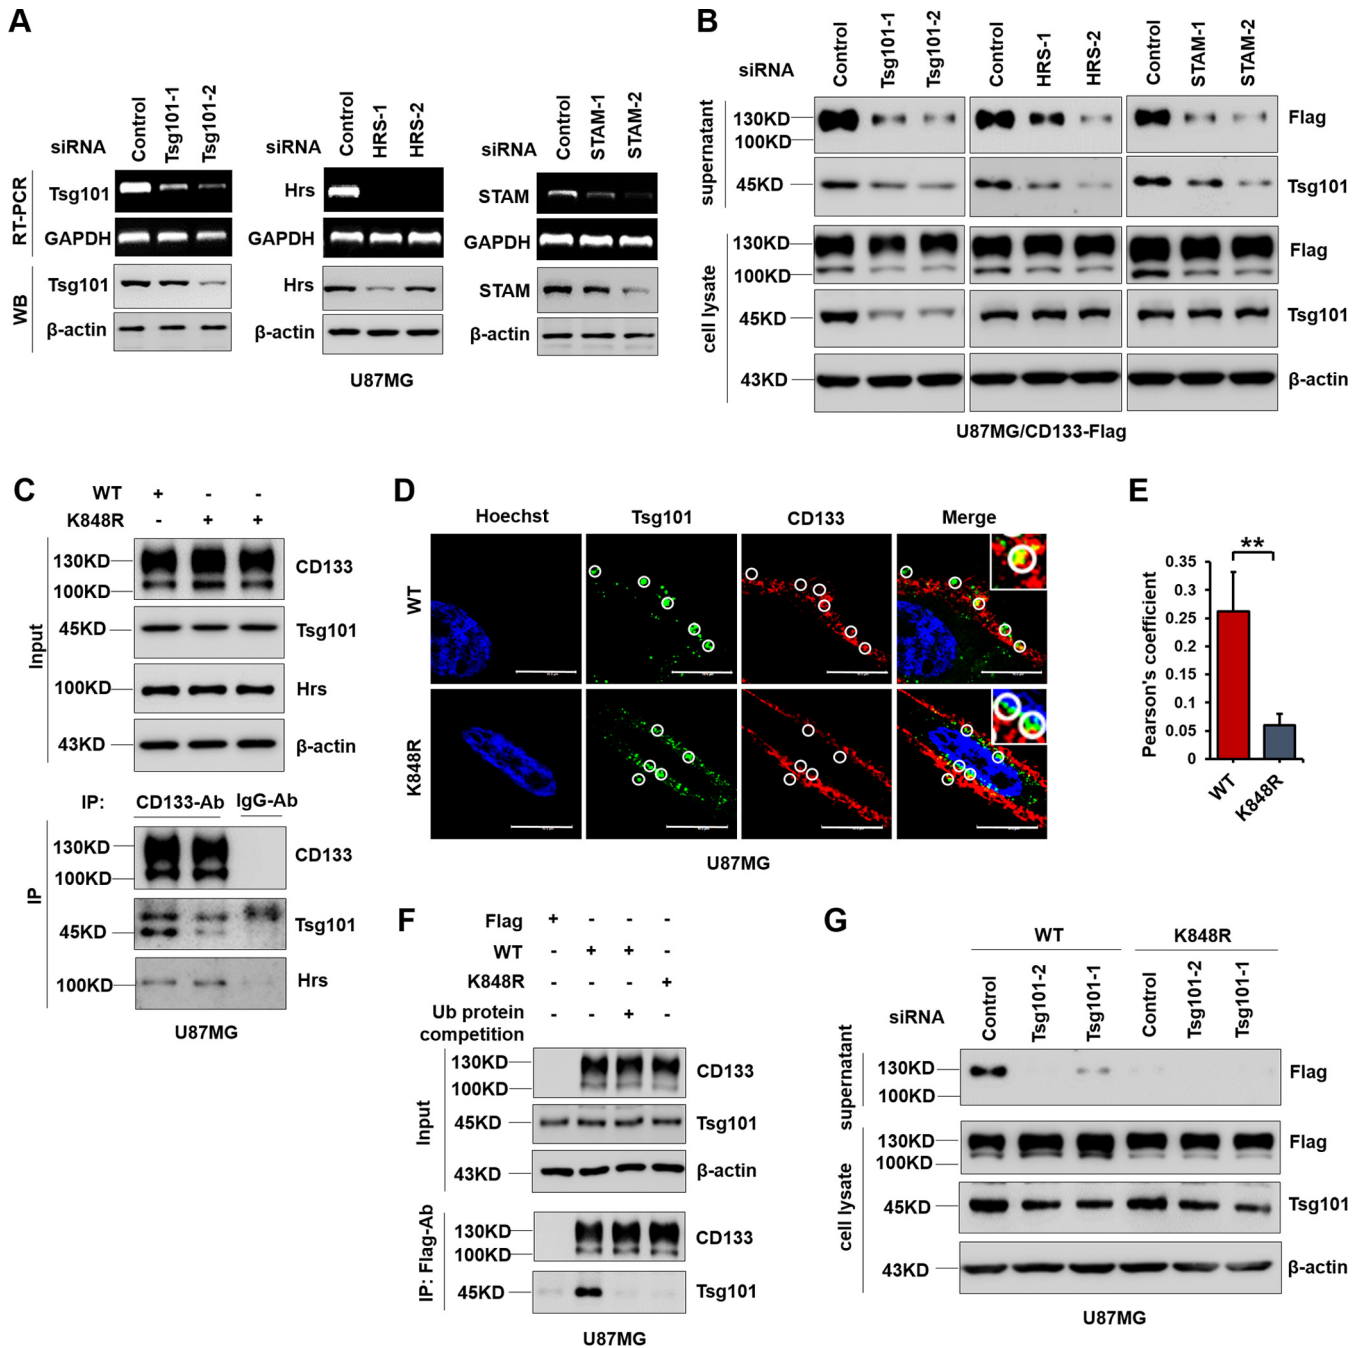 A
siRNA
Control
Tsg101-1
Tsg101-2
siRNA
Control
HRS-1
HRS-2
siRNA
Control
STAM-1
STAM-2
RT-PCR
Tsg101
Hrs
STAM
GAPDH
GAPDH
GAPDH
WB
Tsg101
Hrs
STAM
β-actin
β-actin
β-actin
U87MG
B
siRNA
Control
Tsg101-1
Tsg101-2
Control
HRS-1
HRS-2
Control
STAM-1
STAM-2
supernatant
130KD
Flag
100KD
45KD
Tsg101
cell lysate
130KD
Flag
100KD
45KD
Tsg101
43KD
β-actin
U87MG/CD133-Flag
C
WT + - -
K848R - + +
Input
130KD
CD133
100KD
45KD
Tsg101
100KD
Hrs
43KD
β-actin
IP: CD133-Ab IgG-Ab
IP
130KD
CD133
100KD
Tsg101
45KD
100KD
Hrs
U87MG
D
Hoechst Tsg101 CD133 Merge
WT
K848R
U87MG
E
**
Pearson's coefficient
0.35
0.3
0.25
0.2
0.15
0.1
0.05
0
WT
K848R
F
Flag + - - -
WT - + + -
K848R - - - +
Ub protein
competition - - + -
Input
130KD
CD133
100KD
45KD
Tsg101
43KD
β-actin
IP: Flag-Ab
130KD
CD133
100KD
45KD
Tsg101
U87MG
G
WT K848R
siRNA
Control
Tsg101-2
Tsg101-1
Control
Tsg101-2
Tsg101-1
supernatant
130KD
Flag
100KD
cell lysate
130KD
Flag
100KD
45KD
Tsg101
43KD
β-actin
U87MG